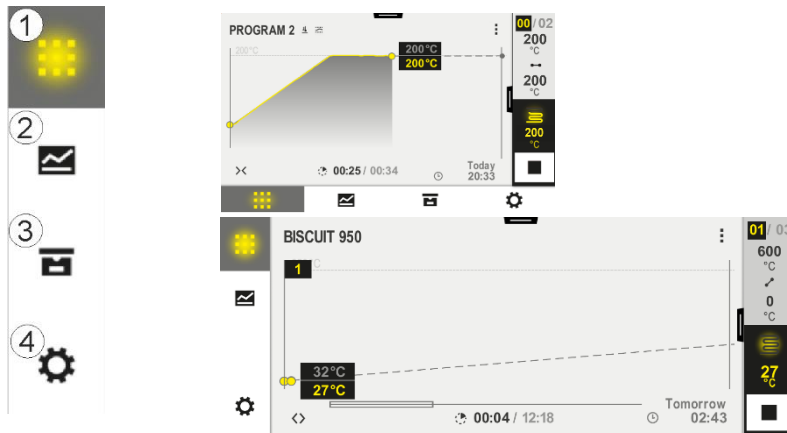 1
2
3
4
PROGRAM 2
200°C
200°C
200°C
00:25 / 00:34
Today
20:33
00/02
200
°C
200
°C
200
°C
BISCUIT 950
1
°C
32°C
27°C
00:04 / 12:18
Tomorrow
02:43
01/03
600
°C
0
°C
27
°C